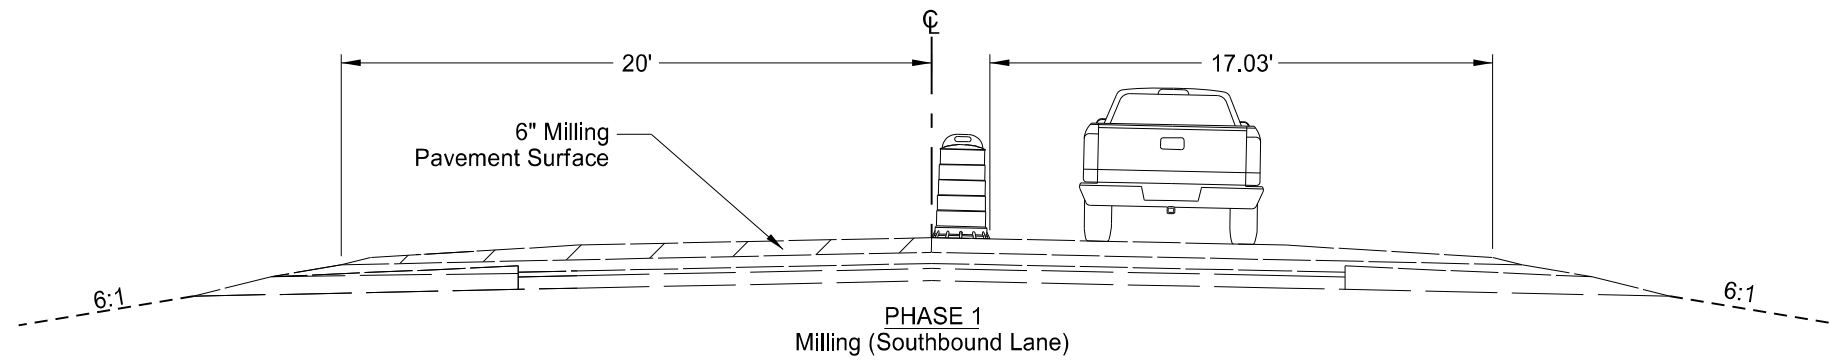 ℄
20'
17.03'
6" Milling
Pavement Surface
6:1
6:1
PHASE 1
Milling (Southbound Lane)